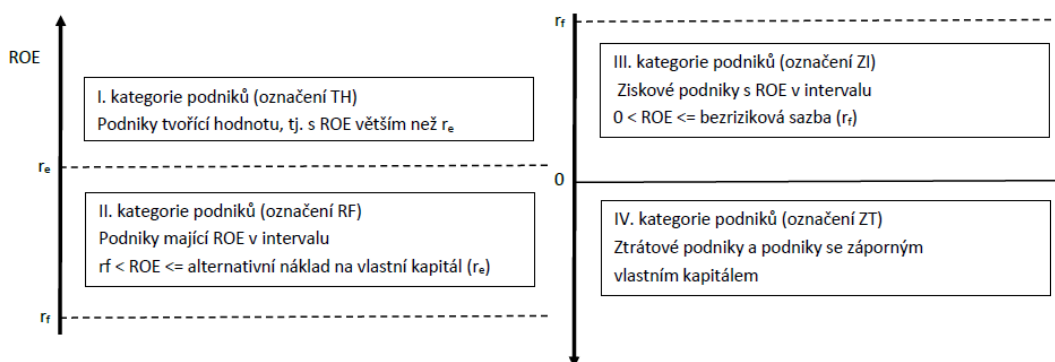 ROE
I. kategorie podniků (označení TH)
Podniky tvořící hodnotu, tj. s ROE větším než rₑ
rₑ
II. kategorie podniků (označení RF)
Podniky mající ROE v intervalu
rf < ROE <= alternativní náklad na vlastní kapitál (rₑ)
r_f
r_f
III. kategorie podniků (označení ZI)
Ziskové podniky s ROE v intervalu
0 < ROE <= bezriziková sazba (r_f)
0
IV. kategorie podniků (označení ZT)
Ztrátové podniky a podniky se záporným
vlastním kapitálem